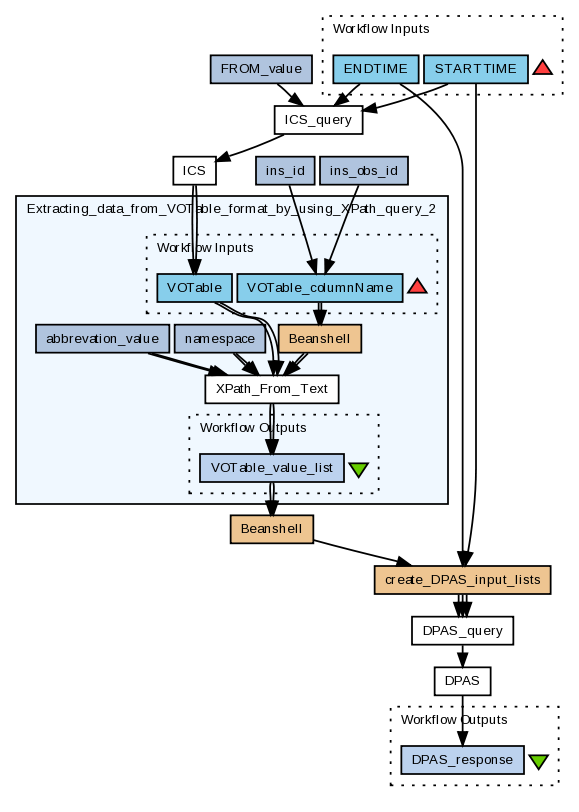 Workflow Inputs
FROM_value
ENDTIME
STARTTIME
ICS_query
ICS
ins_id
ins_obs_id
Extracting_data_from_VOTable_format_by_using_XPath_query_2
Workflow Inputs
VOTable
VOTable_columnName
abbrevation_value
namespace
Beanshell
XPath_From_Text
Workflow Outputs
VOTable_value_list
Beanshell
create_DPAS_input_lists
DPAS_query
DPAS
Workflow Outputs
DPAS_response